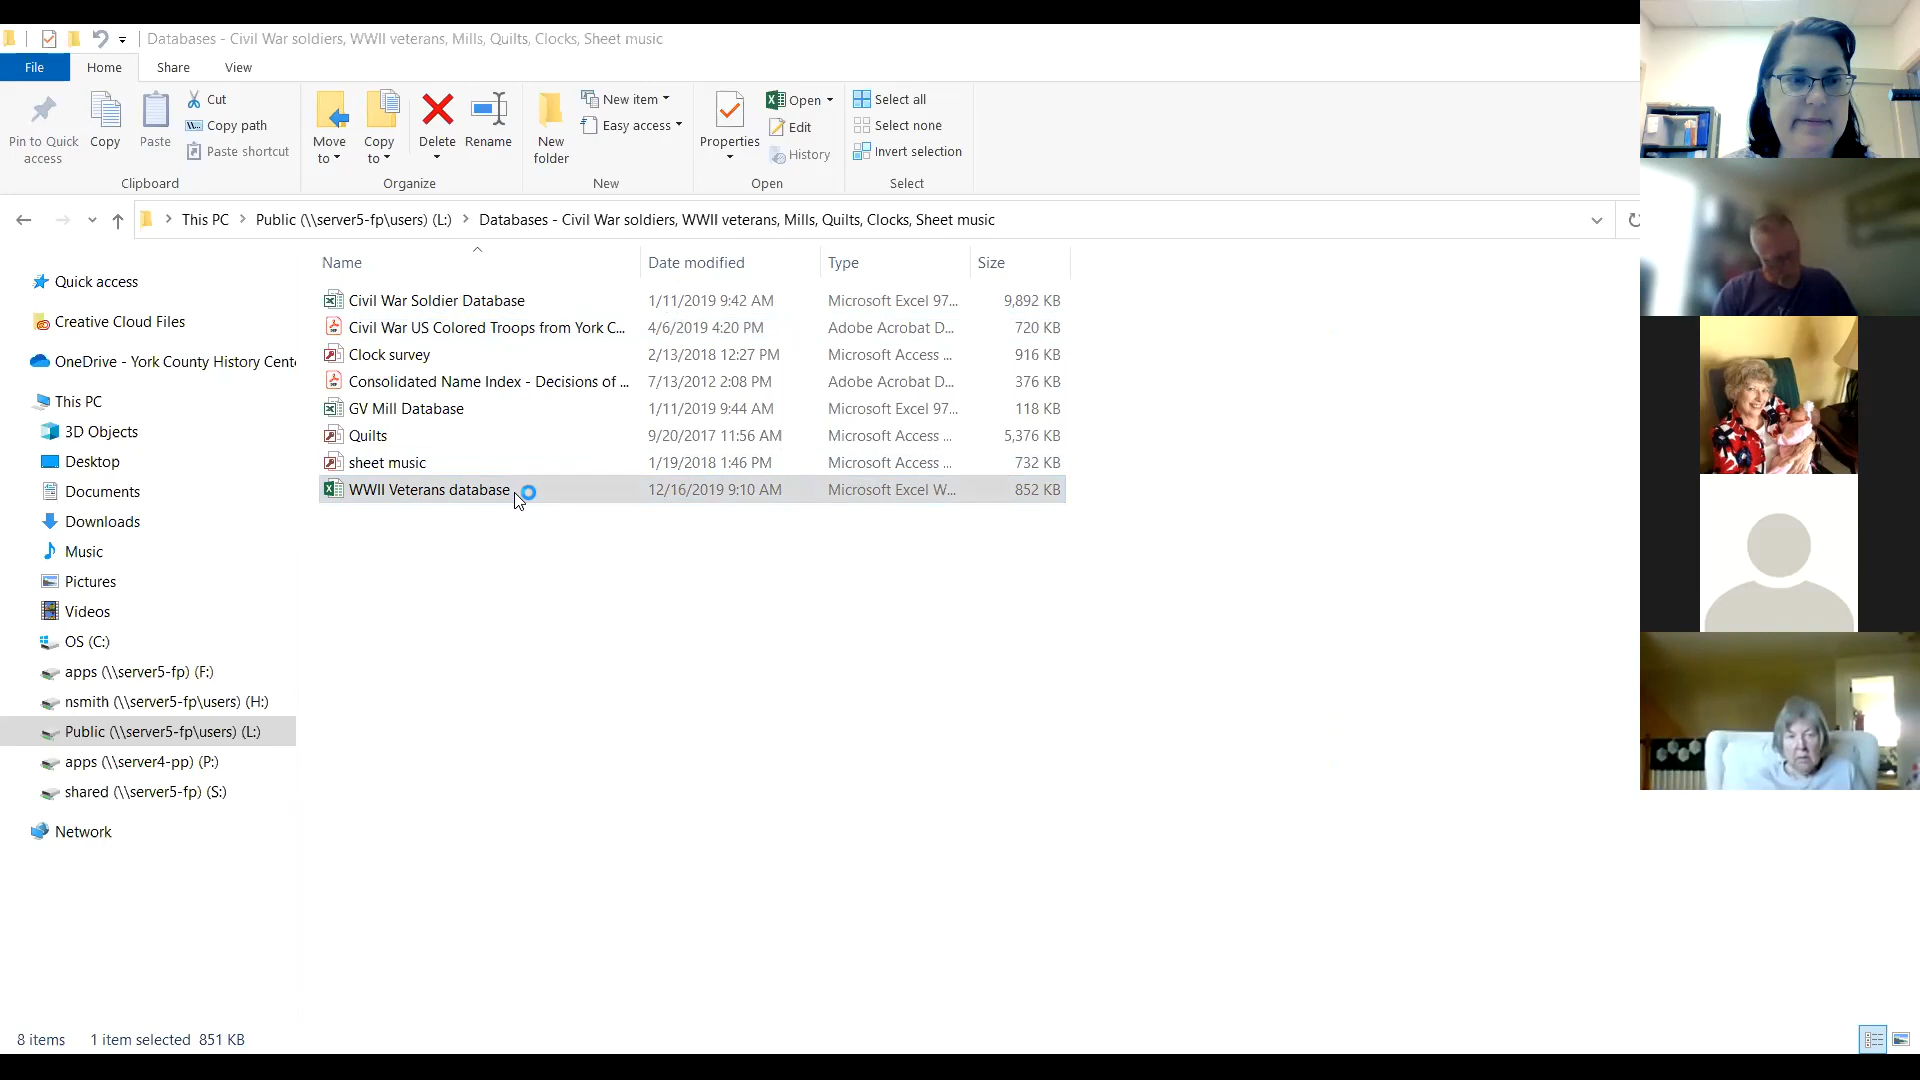 Databases - Civil War soldiers, WWII veterans, Mills, Quilts, Clocks, Sheet music
File Home Share View
Pin to Quick access
Copy
Paste
Cut
Copy path
Paste shortcut
Clipboard
Move to
Copy to
Delete
Rename
Organize
New folder
New item
Easy access
New
Properties
Open
Edit
History
Open
Select all
Select none
Invert selection
Select
This PC Public (\\server5-fp\users) (L:) Databases - Civil War soldiers, WWII veterans, Mills, Quilts, Clocks, Sheet music
Name Date modified Type Size
Civil War Soldier Database 1/11/2019 9:42 AM Microsoft Excel 97... 9,892 KB
Civil War US Colored Troops from York C... 4/6/2019 4:20 PM Adobe Acrobat D... 720 KB
Clock survey 2/13/2018 12:27 PM Microsoft Access ... 916 KB
Consolidated Name Index - Decisions of ... 7/13/2012 2:08 PM Adobe Acrobat D... 376 KB
GV Mill Database 1/11/2019 9:44 AM Microsoft Excel 97... 118 KB
Quilts 9/20/2017 11:56 AM Microsoft Access ... 5,376 KB
sheet music 1/19/2018 1:46 PM Microsoft Access ... 732 KB
WWII Veterans database 12/16/2019 9:10 AM Microsoft Excel W... 852 KB
Quick access
Creative Cloud Files
OneDrive - York County History Cent
This PC
3D Objects
Desktop
Documents
Downloads
Music
Pictures
Videos
OS (C:)
apps (\\server5-fp) (F:)
nsmith (\\server5-fp\users) (H:)
Public (\\server5-fp\users) (L:)
apps (\\server4-pp) (P:)
shared (\\server5-fp) (S:)
Network
8 items 1 item selected 851 KB